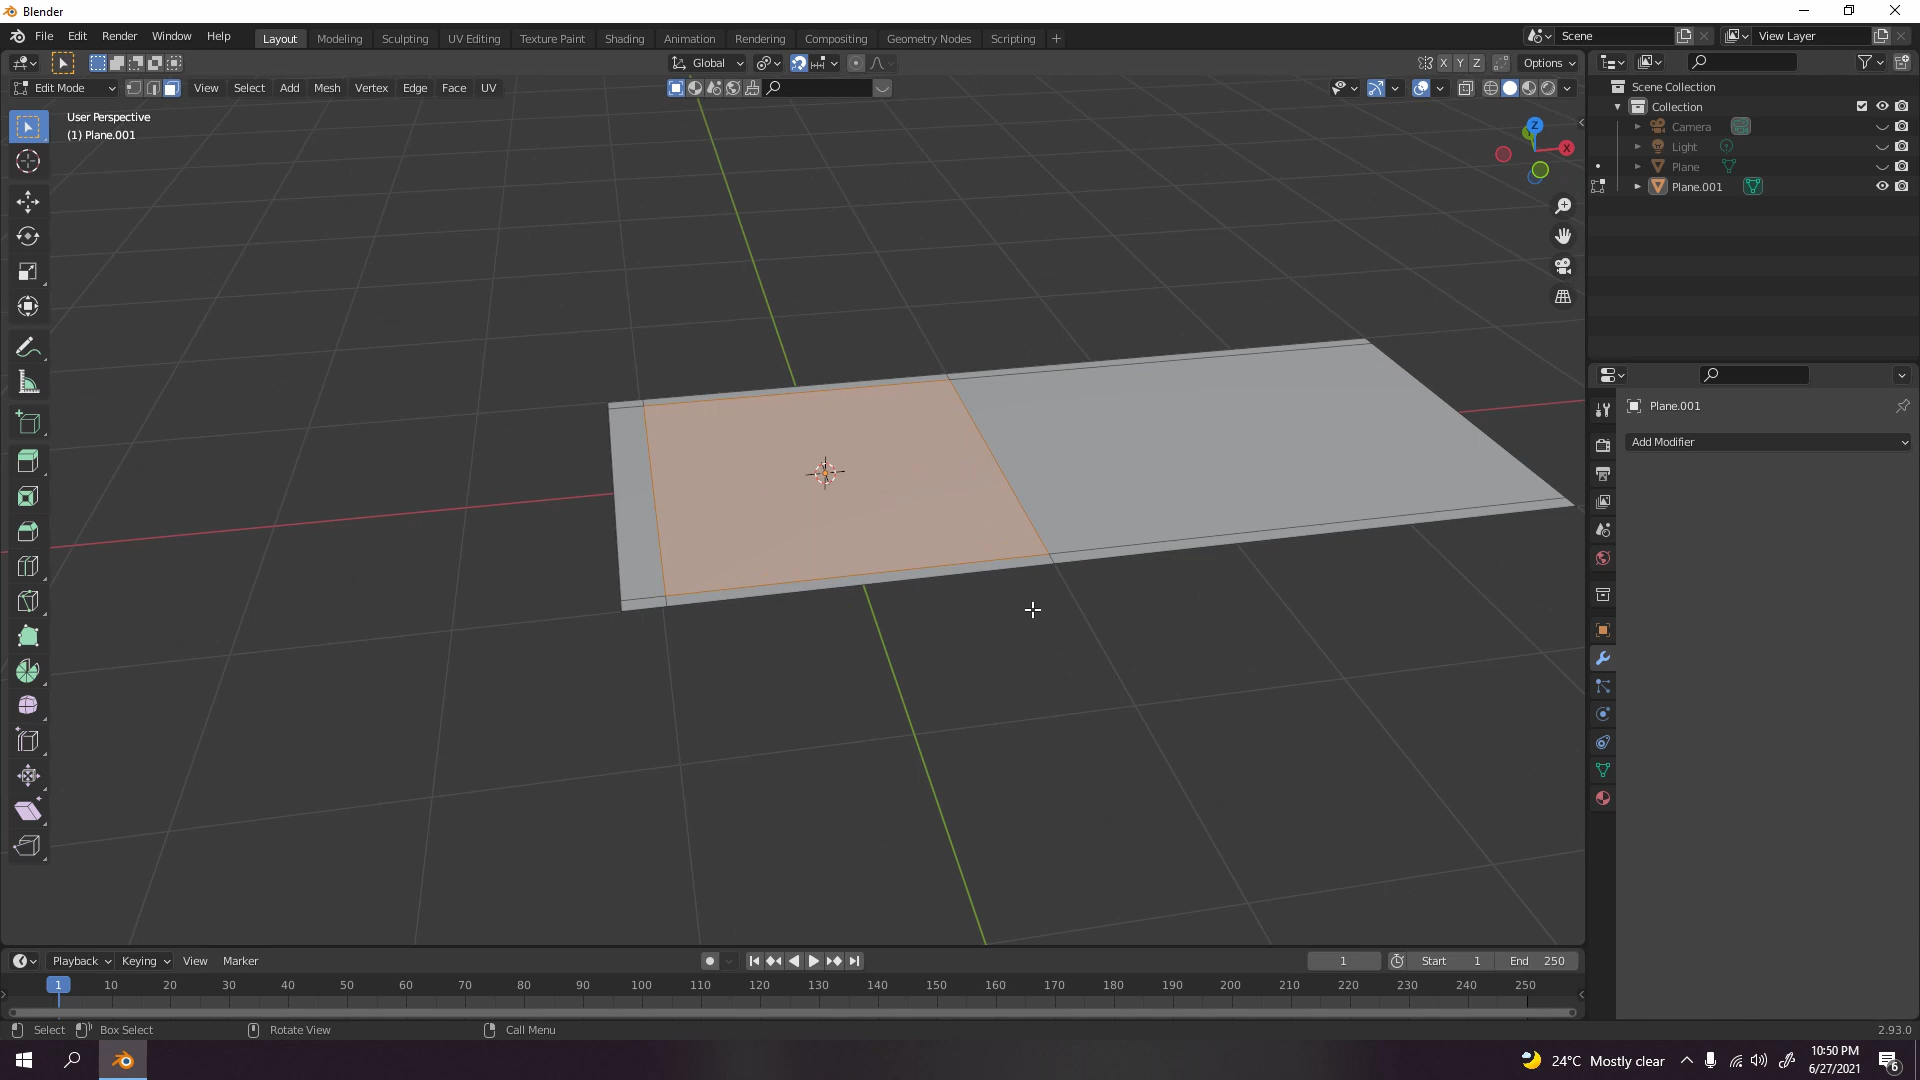 Blender
File Edit Render Window Help Layout Modeling Sculpting UV Editing Texture Paint Shading Animation Rendering Compositing Geometry Nodes Scripting + Scene View Layer
Global X Y Z Options
Edit Mode View Select Add Mesh Vertex Edge Face UV
User Perspective
(1) Plane.001
Z
X
Scene Collection
Collection
Camera
Light
Plane
Plane.001
Plane.001
Add Modifier
Playback Keying View Marker 1 Start 1 End 250
1 10 20 30 40 50 60 70 80 90 100 110 120 130 140 150 160 170 180 190 200 210 220 230 240 250
Select Box Select Rotate View Call Menu 2.93.0
24°C Mostly clear
10:50 PM
6/27/2021
6